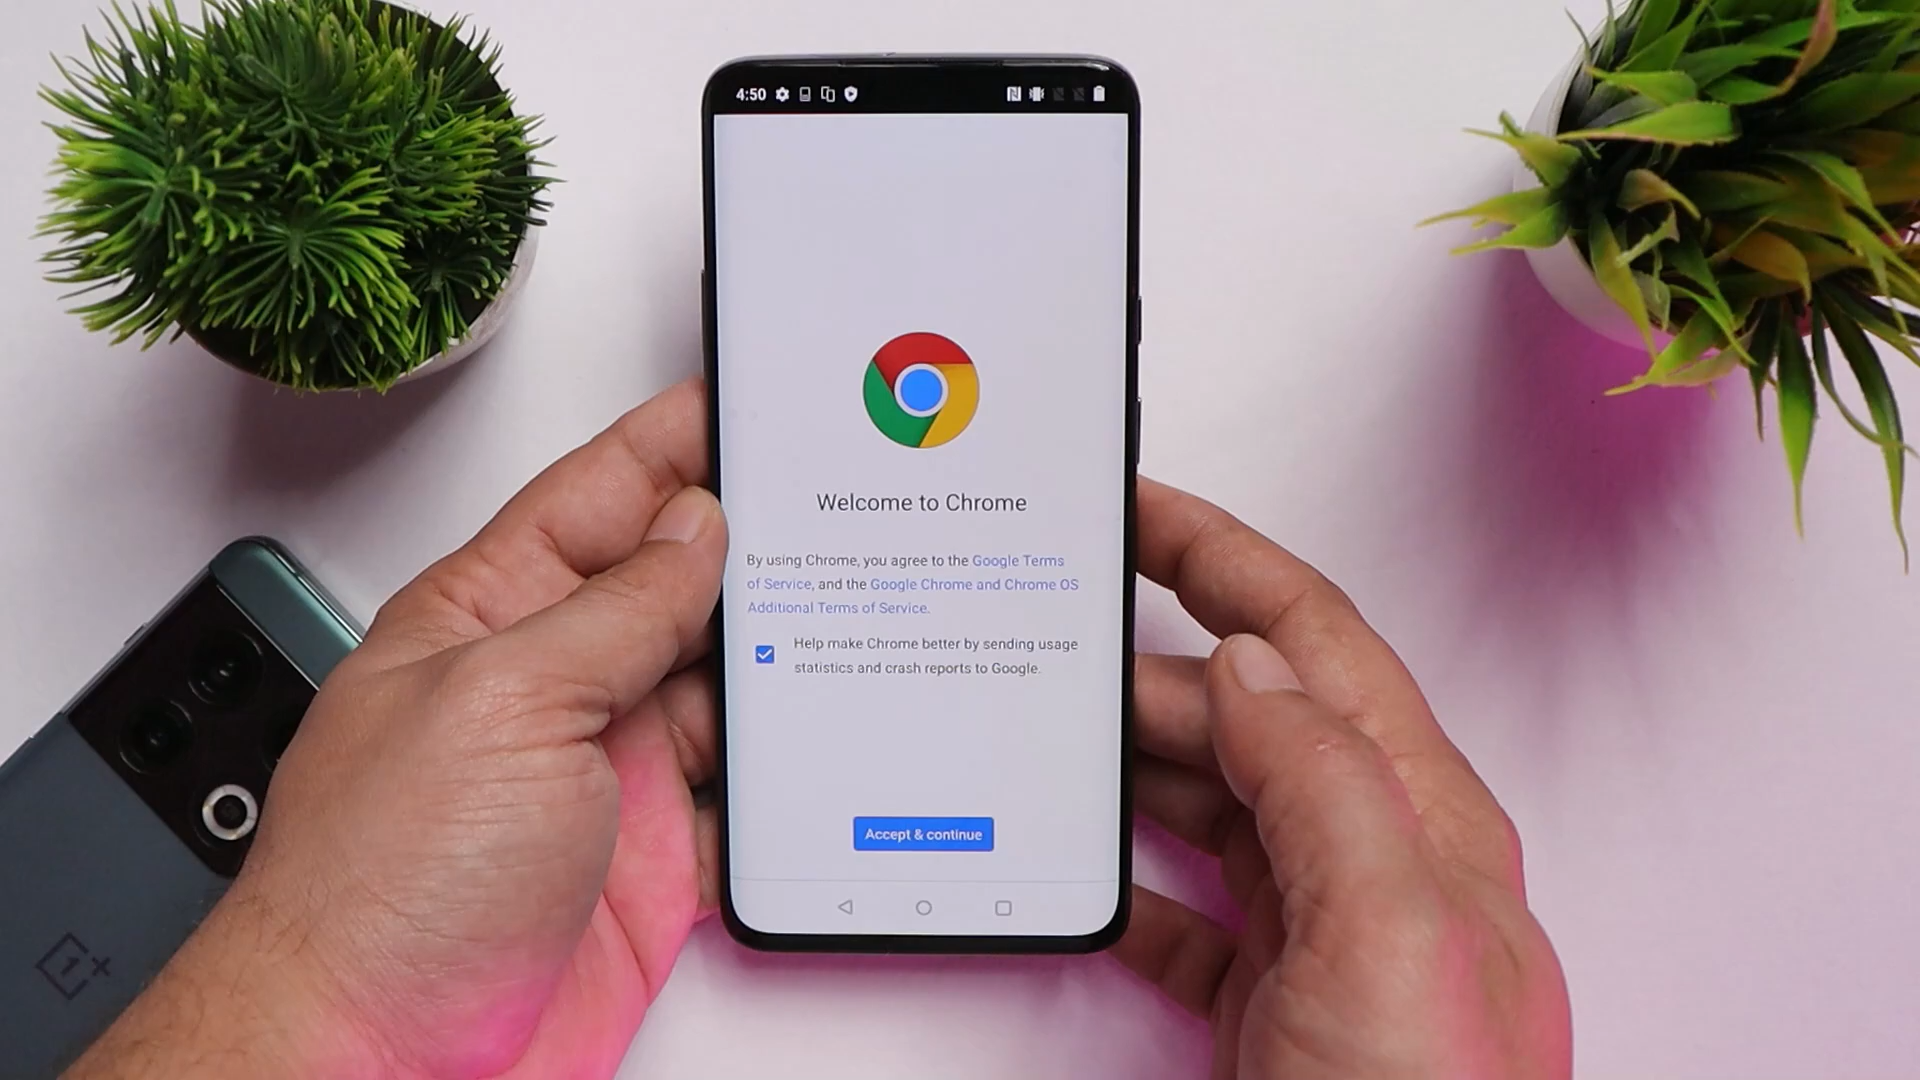 4:50
Welcome to Chrome
By using Chrome, you agree to the Google Terms
of Service, and the Google Chrome and Chrome OS
Additional Terms of Service.
Help make Chrome better by sending usage
statistics and crash reports to Google.
Accept & continue
1+